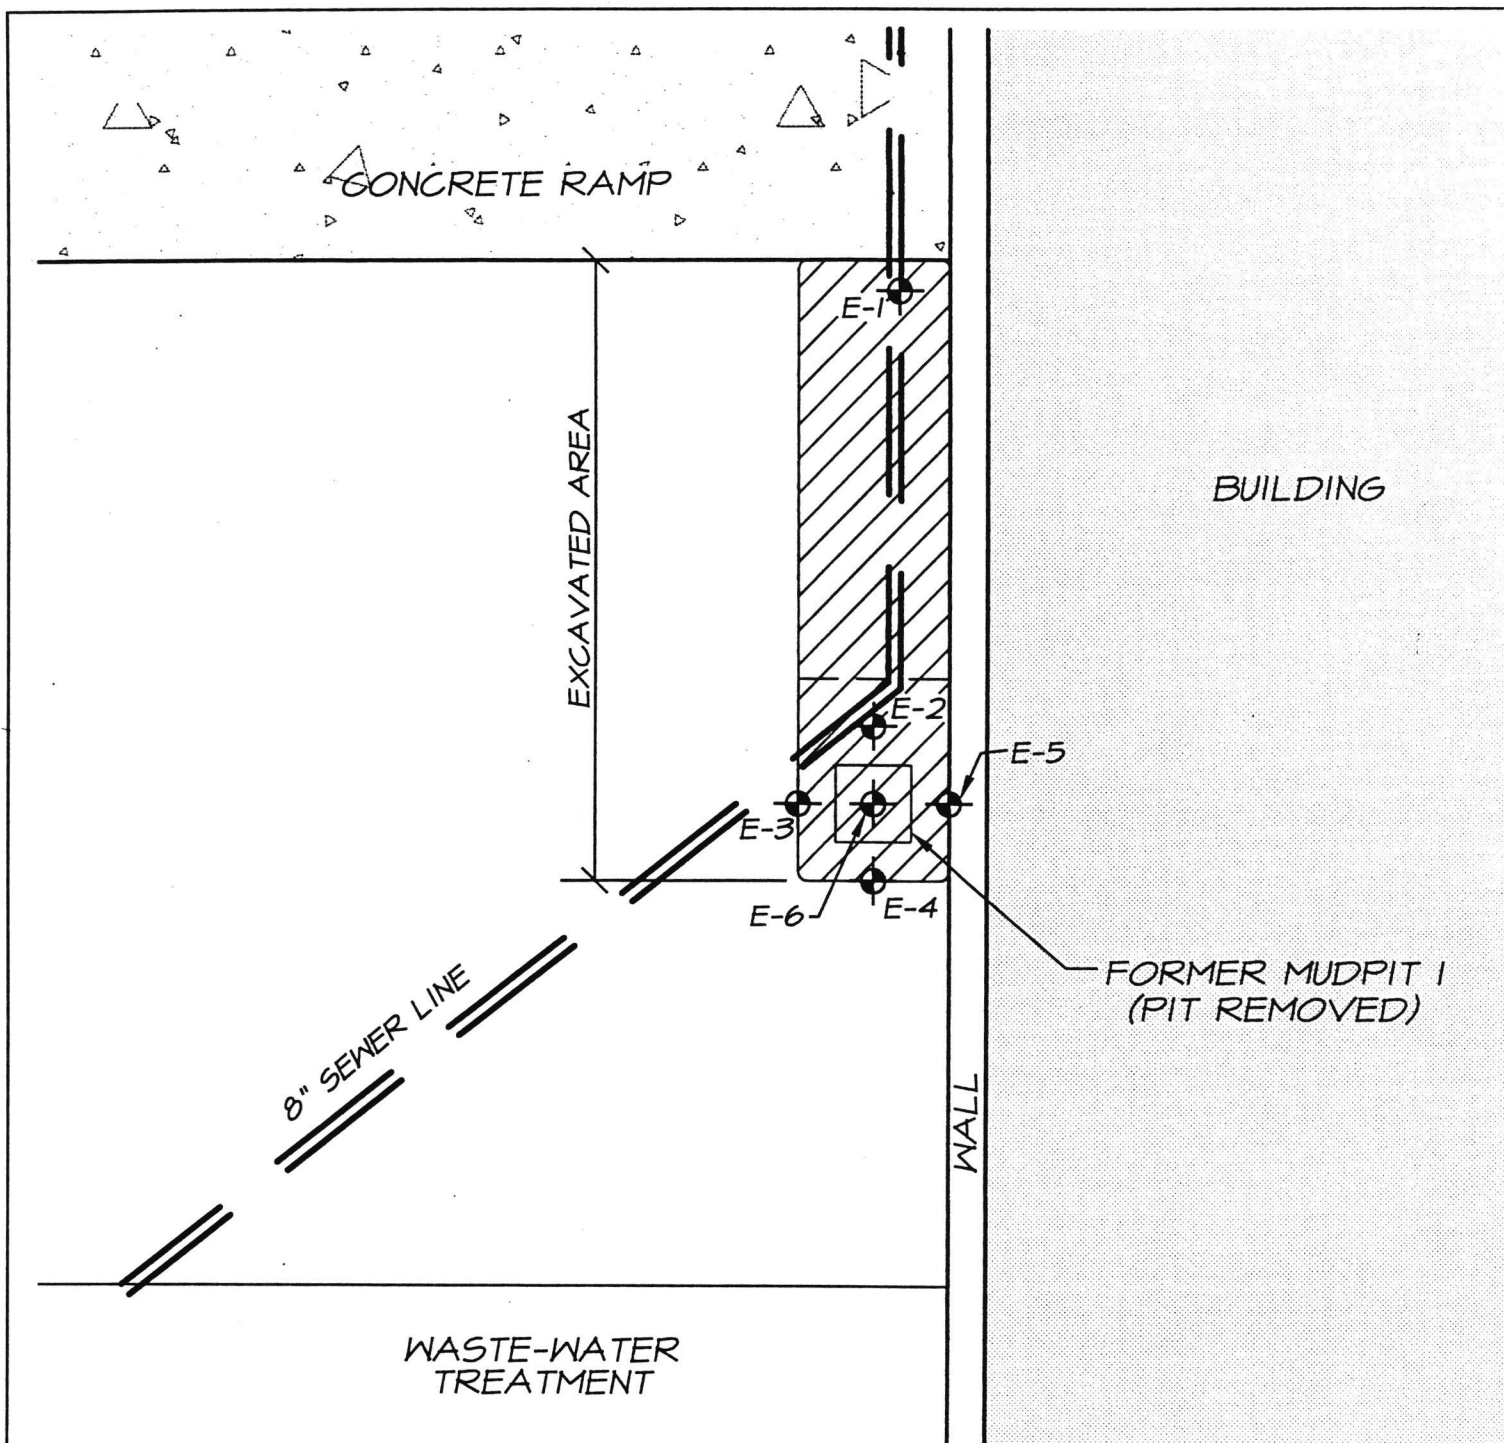 CONCRETE RAMP
E-1
EXCAVATED AREA
BUILDING
E-2
E-5
E-3
E-6
E-4
FORMER MUDPIT 1
(PIT REMOVED)
8" SEWER LINE
WALL
WASTE-WATER
TREATMENT